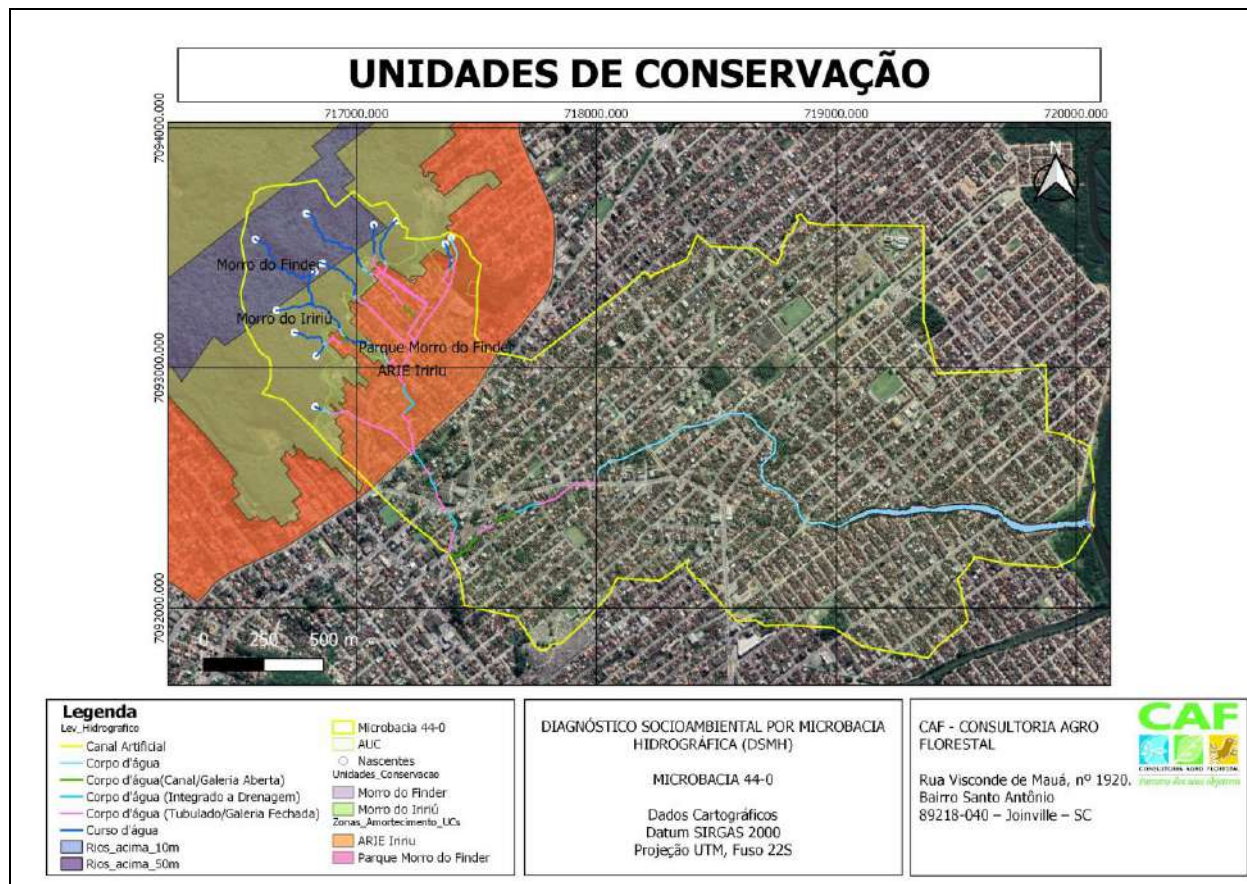 UNIDADES DE CONSERVAÇÃO
717000.000
718000.000
719000.000
720000.000
7094000.000
7093000.000
7092000.000
N
Morro do Finder
Morro do Iririú
Parque Morro do Finder
ARIE Iririu
0 250 500 m
Legenda
Lev_Hidrografico
Canal Artificial
Corpo d'água
Corpo d'água(Canal/Galeria Aberta)
Corpo d'água (Integrado a Drenagem)
Corpo d'água (Tubulado/Galeria Fechada)
Curso d'água
Rios_acima_10m
Rios_acima_50m
Microbacia 44-0
AUC
Nascentes
Unidades_Conservacao
Morro do Finder
Morro do Iririú
Zonas_Amortecimento_UCs
ARIE Iririu
Parque Morro do Finder
DIAGNÓSTICO SOCIOAMBIENTAL POR MICROBACIA
HIDROGRÁFICA (DSMH)
MICROBACIA 44-0
Dados Cartográficos
Datum SIRGAS 2000
Projeção UTM, Fuso 22S
CAF - CONSULTORIA AGRO
FLORESTAL
Rua Visconde de Mauá, nº 1920.
Bairro Santo Antônio
89218-040 – Joinville – SC
CAF
CONSULTORIA AGRO FLORESTAL